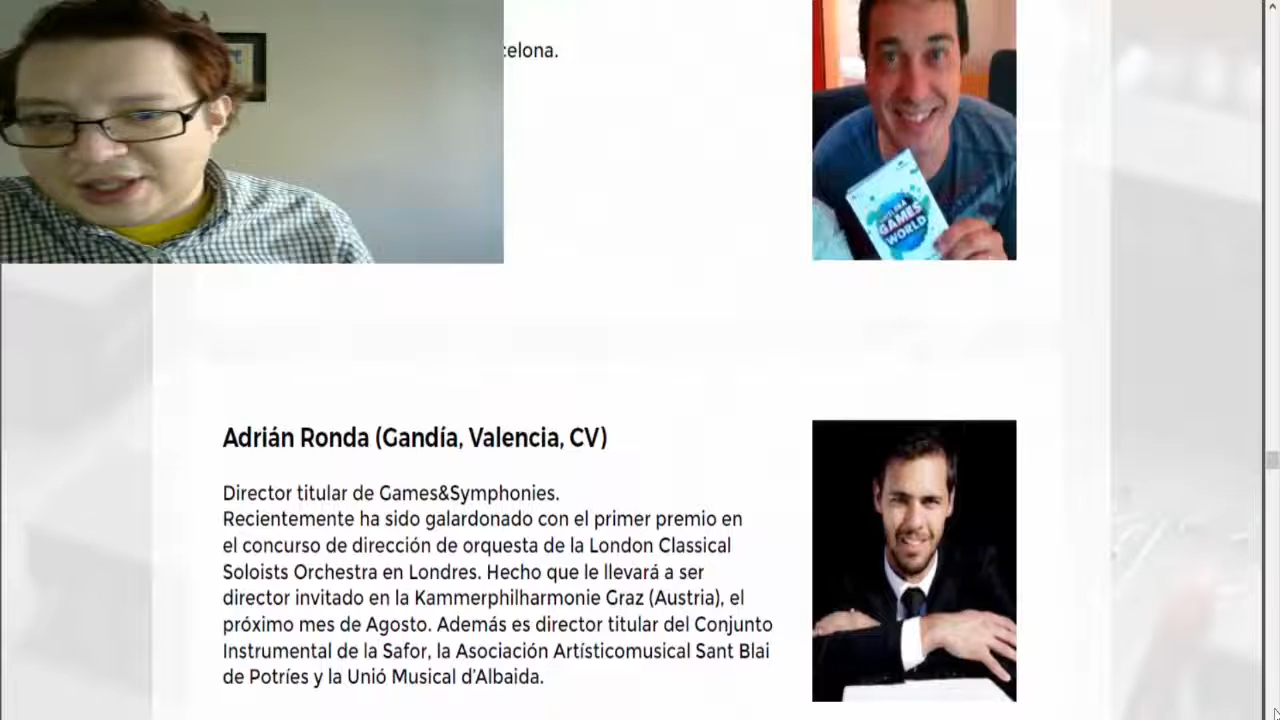 celona.
GAMES
WORLD
Adrián Ronda (Gandía, Valencia, CV)
Director titular de Games&Symphonies.
Recientemente ha sido galardonado con el primer premio en
el concurso de dirección de orquesta de la London Classical
Soloists Orchestra en Londres. Hecho que le llevará a ser
director invitado en la Kammerphilharmonie Graz (Austria), el
próximo mes de Agosto. Además es director titular del Conjunto
Instrumental de la Safor, la Asociación Artísticomusical Sant Blai
de Potríes y la Unió Musical d'Albaida.